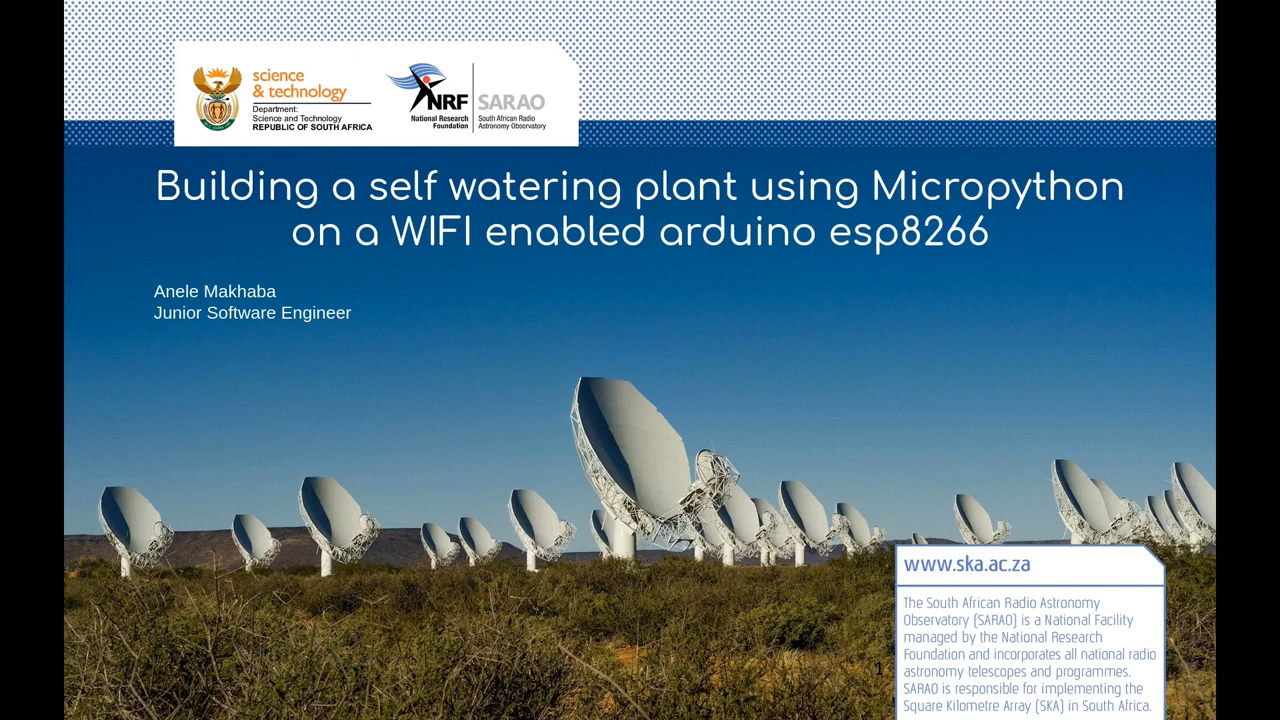 science
& technology
Department:
Science and Technology
REPUBLIC OF SOUTH AFRICA
NRF
National Research
Foundation
SARAO
South African Radio
Astronomy Observatory
Building a self watering plant using Micropython
on a WIFI enabled arduino esp8266
Anele Makhaba
Junior Software Engineer
www.ska.ac.za
The South African Radio Astronomy
Observatory (SARAO) is a National Facility
managed by the National Research
Foundation and incorporates all national radio
astronomy telescopes and programmes.
SARAO is responsible for implementing the
Square Kilometre Array (SKA) in South Africa.
1